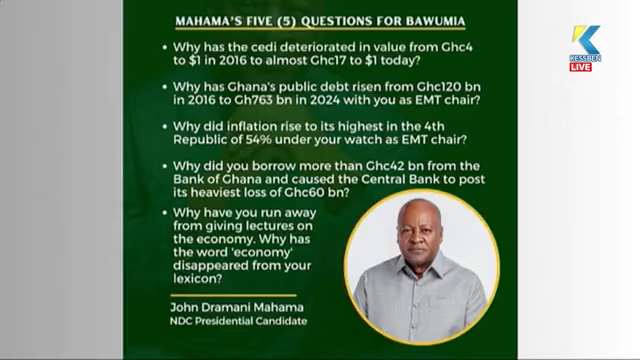 MAHAMA'S FIVE (5) QUESTIONS FOR BAWUMIA
KESSBEN
LIVE
• Why has the cedi deteriorated in value from Ghc4
to $1 in 2016 to almost Ghc17 to $1 today?
• Why has Ghana's public debt risen from Ghc120 bn
in 2016 to Gh763 bn in 2024 with you as EMT chair?
• Why did inflation rise to its highest in the 4th
Republic of 54% under your watch as EMT chair?
• Why did you borrow more than Ghc42 bn from the
Bank of Ghana and caused the Central Bank to post
its heaviest loss of Ghc60 bn?
• Why have you run away
from giving lectures on
the economy. Why has
the word 'economy'
disappeared from your
lexicon?
John Dramani Mahama
NDC Presidential Candidate